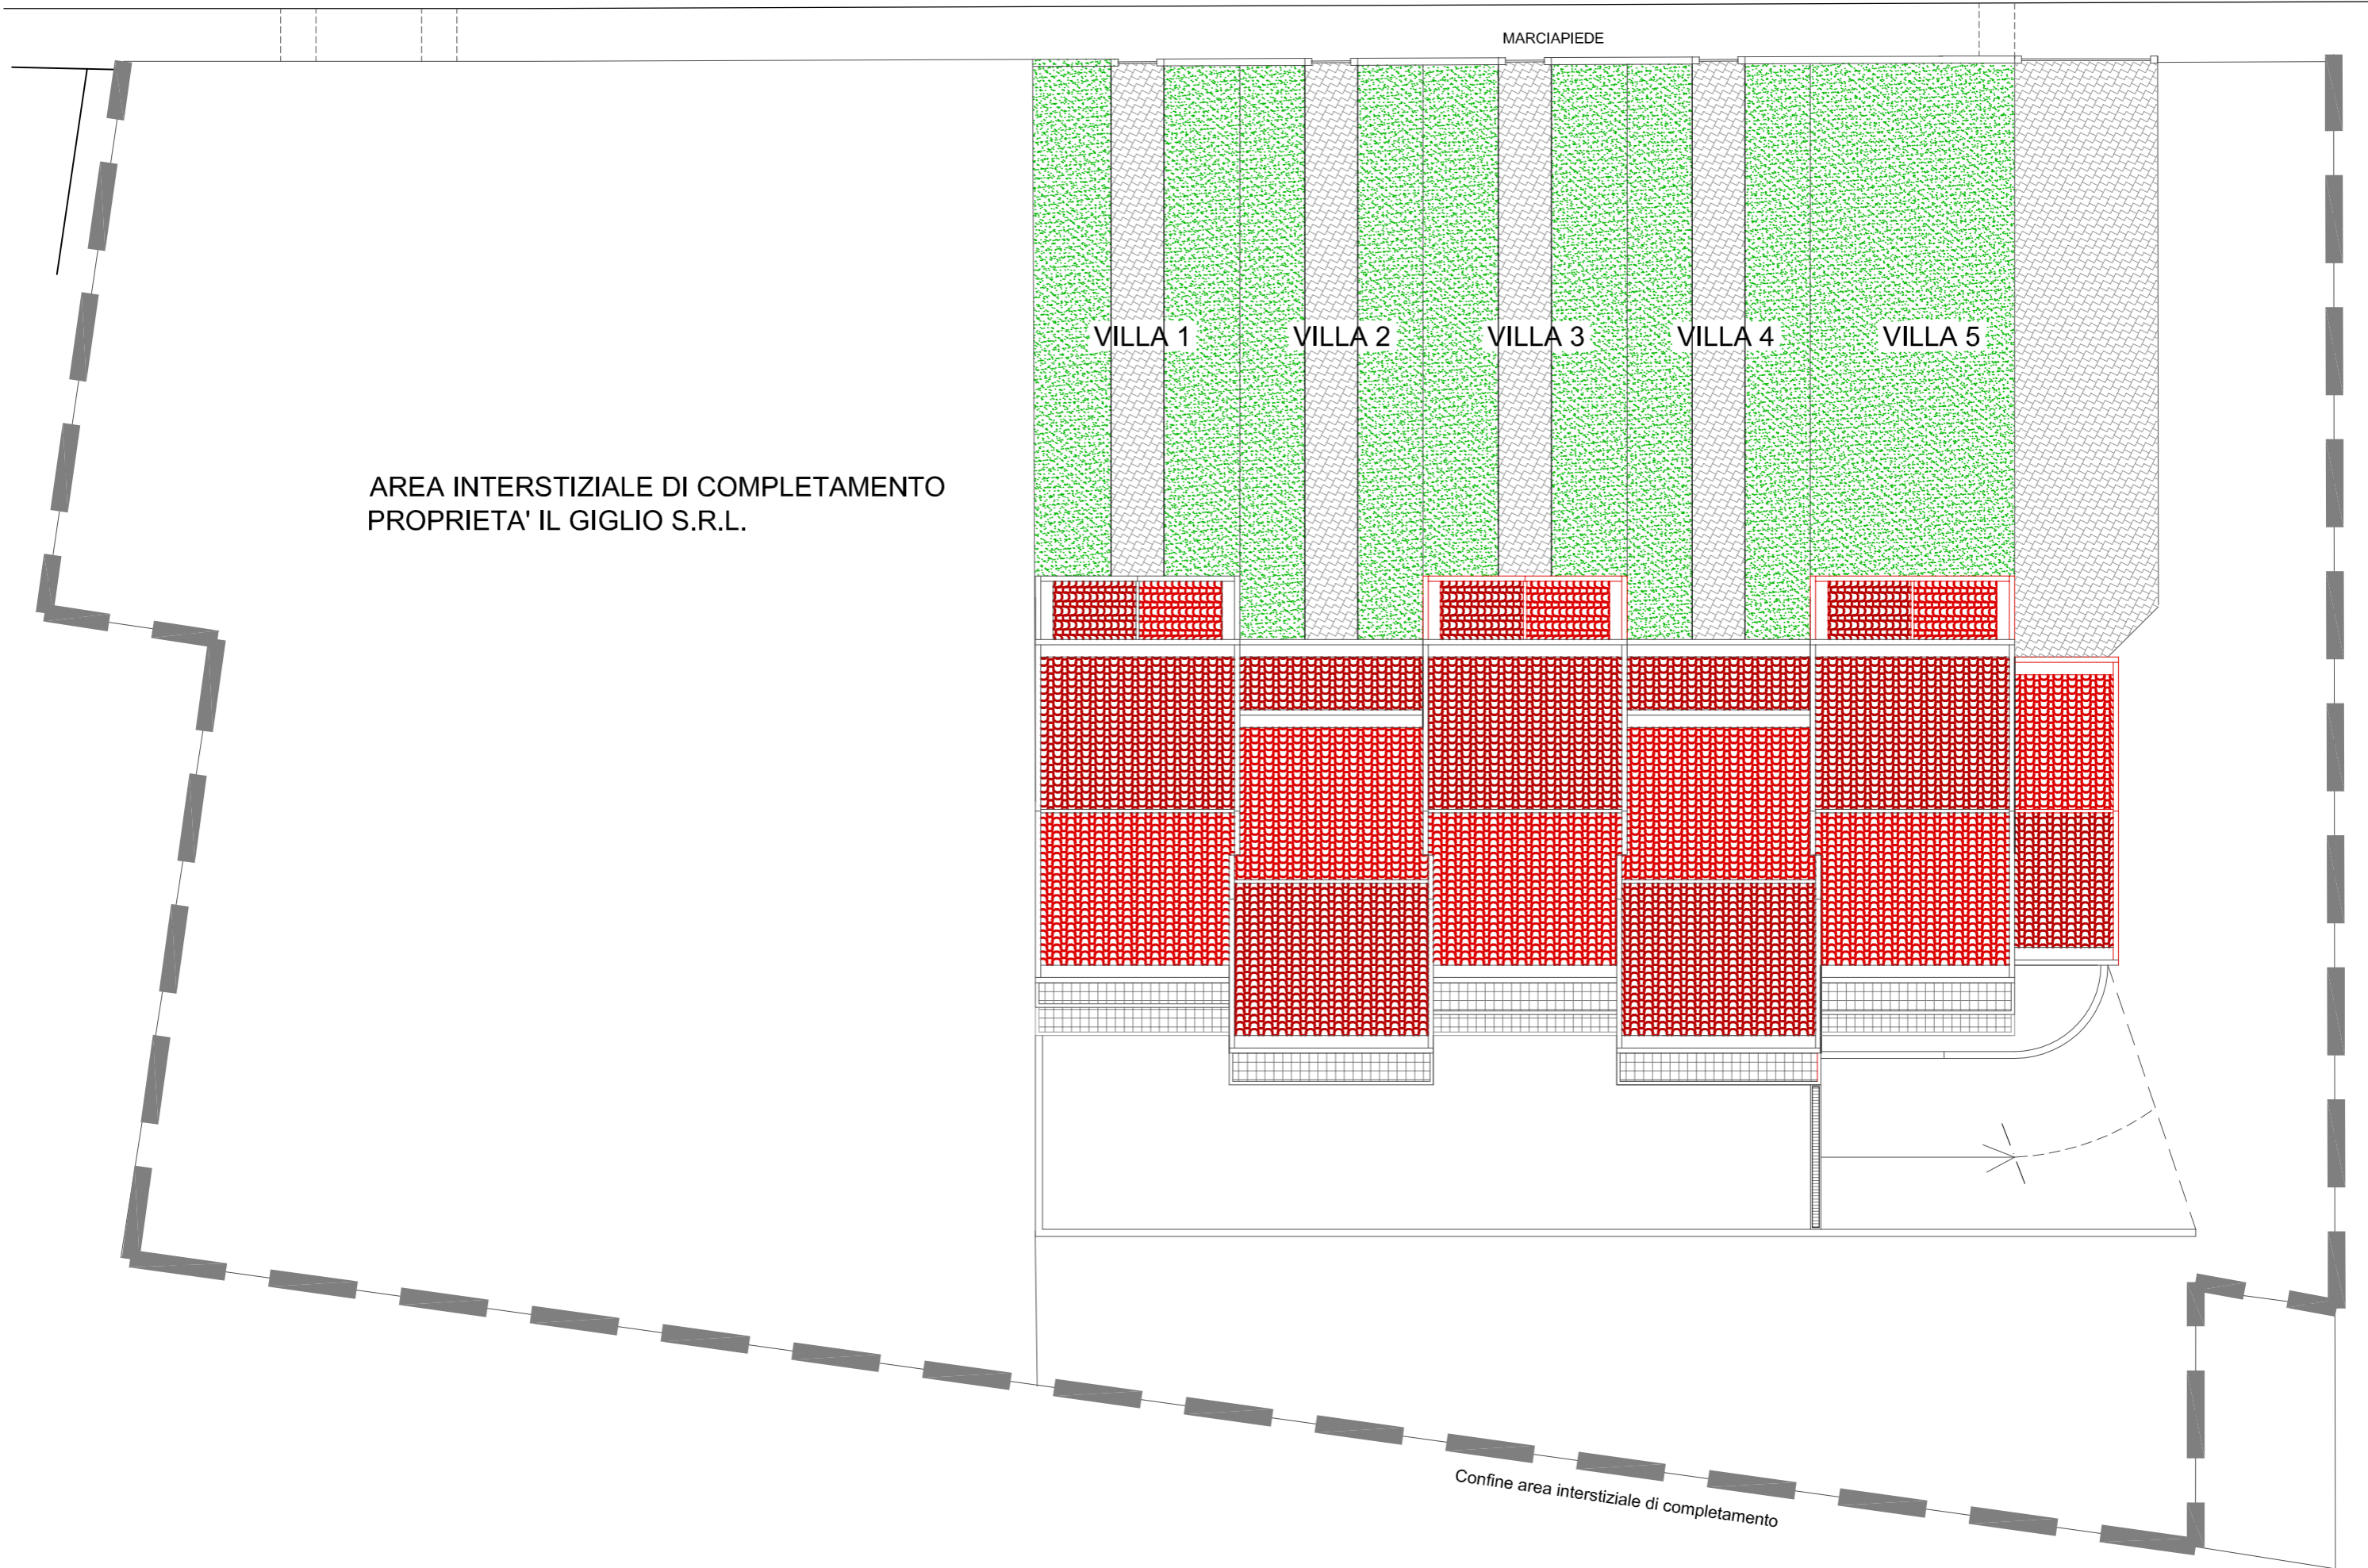 MARCIAPIEDE
VILLA 1
VILLA 2
VILLA 3
VILLA 4
VILLA 5
AREA INTERSTIZIALE DI COMPLETAMENTO
PROPRIETA' IL GIGLIO S.R.L.
Confine area interstiziale di completamento